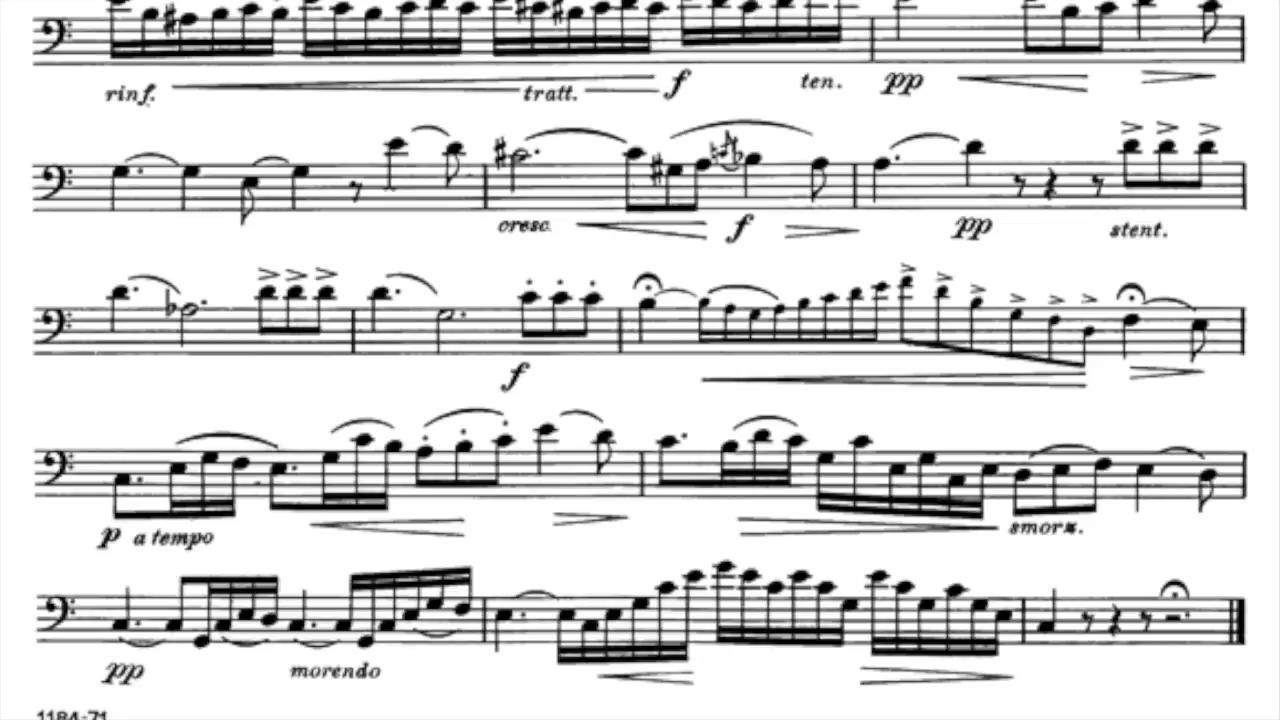 rinf. tratt. f ten. pp
cresc. f pp stent.
f
p a tempo smorz.
pp morendo
1184-71